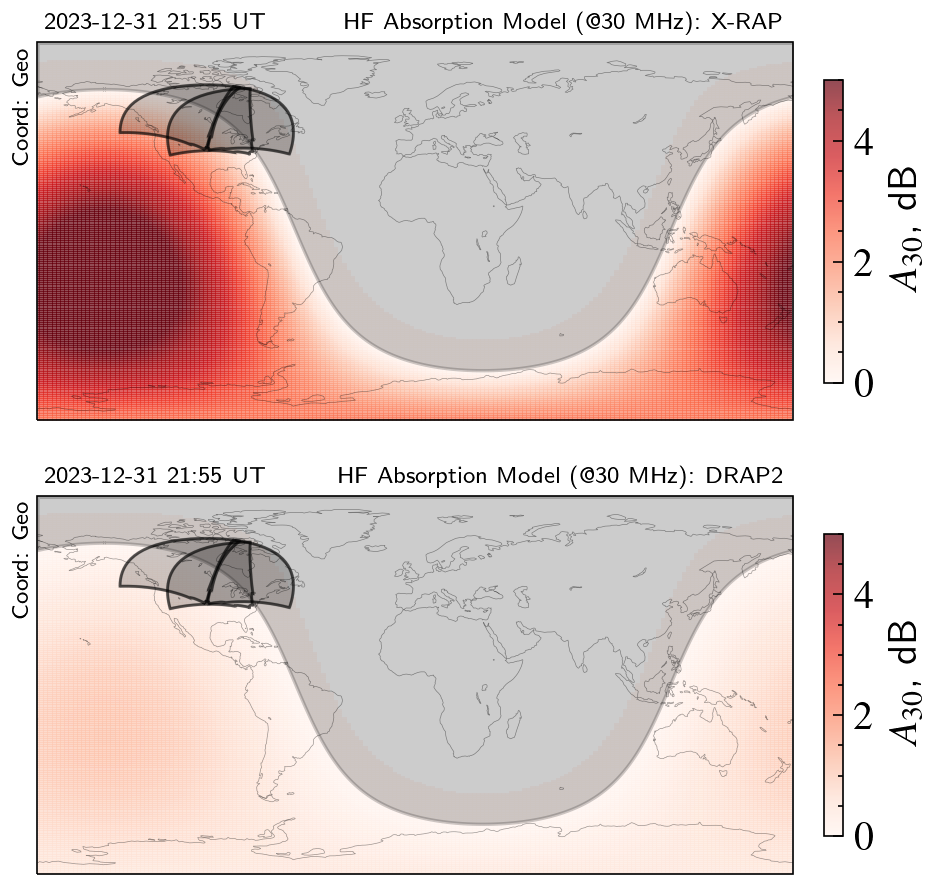 2023-12-31 21:55 UT
HF Absorption Model (@30 MHz): X-RAP
Coord: Geo
4
2
0
A30, dB
2023-12-31 21:55 UT
HF Absorption Model (@30 MHz): DRAP2
Coord: Geo
4
2
0
A30, dB